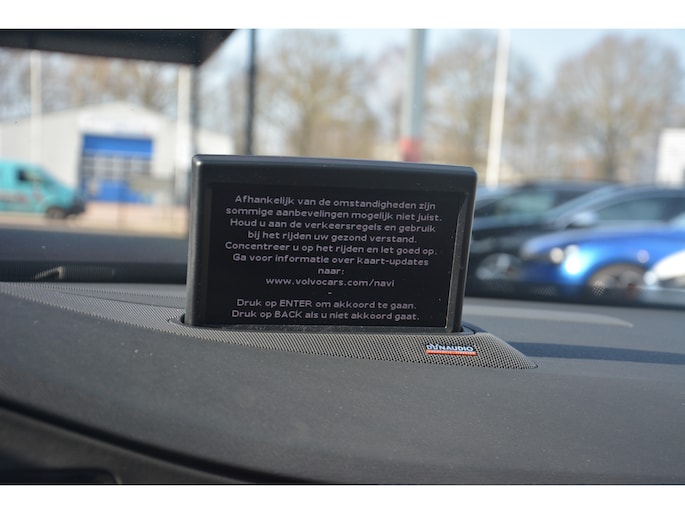 Afhankelijk van de omstandigheden zijn
sommige aanbevelingen mogelijk niet juist.
Houd u aan de verkeersregels en gebruik
bij het rijden uw gezond verstand.
Concentreer u op het rijden en let goed op.
Ga voor informatie over kaart-updates
naar:
www.volvocars.com/navi
-
Druk op ENTER om akkoord te gaan.
Druk op BACK als u niet akkoord gaat.
DYNAUDIO